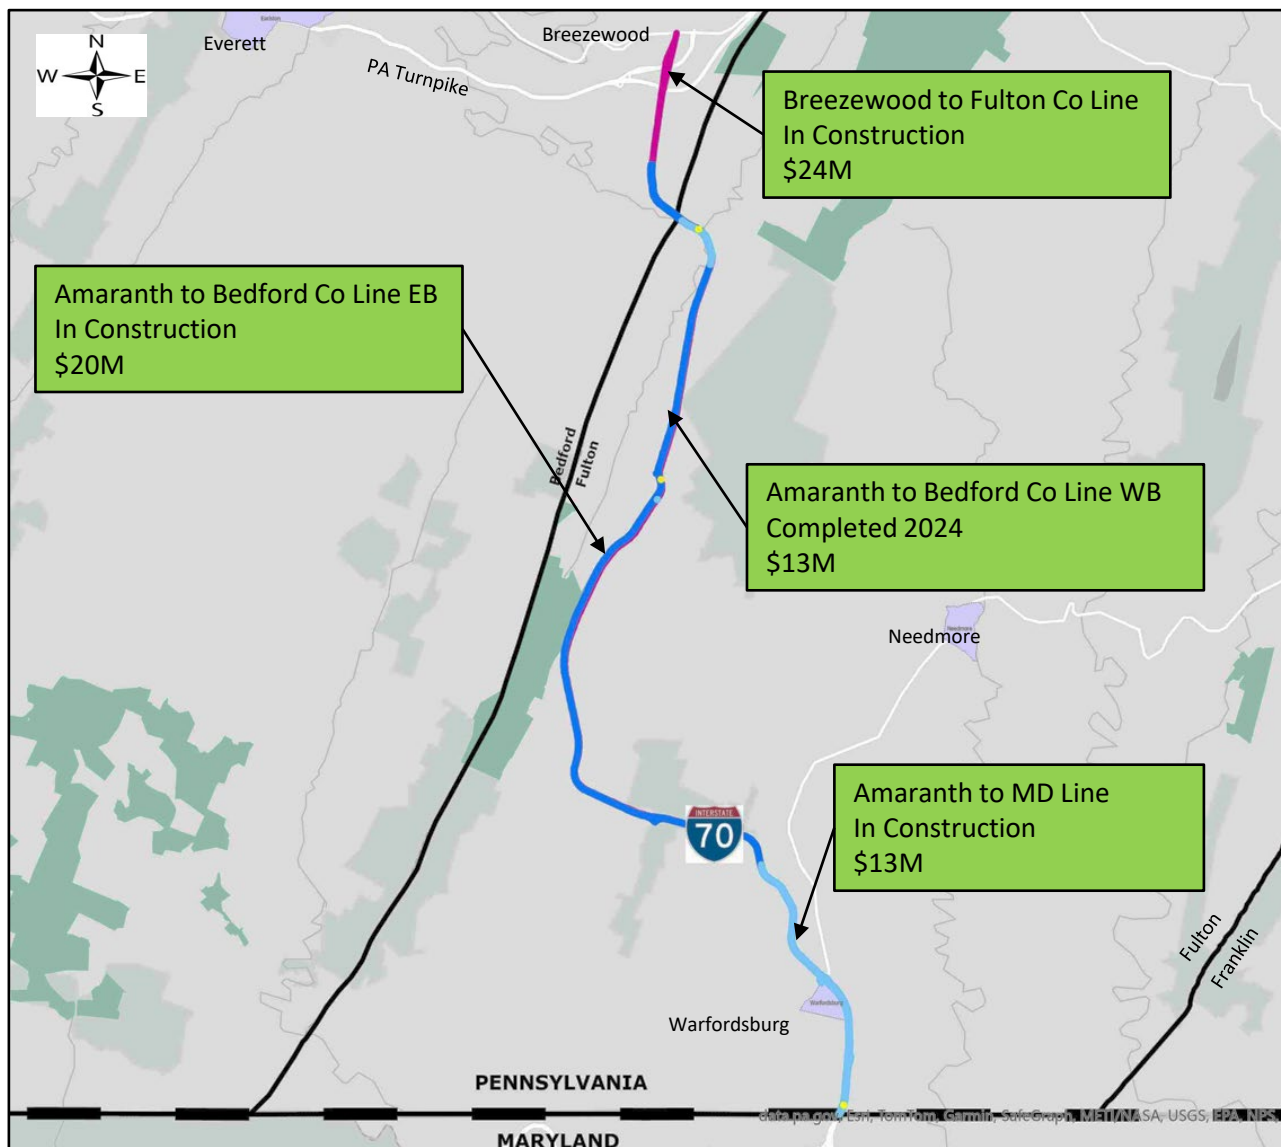 Everett
Breezewood
N
W E
S
PA Turnpike
Breezewood to Fulton Co Line
In Construction
$24M
Amaranth to Bedford Co Line EB
In Construction
$20M
Bedford
Fulton
Amaranth to Bedford Co Line WB
Completed 2024
$13M
Needmore
Needmore
Amaranth to MD Line
In Construction
$13M
INTERSTATE
70
Fulton
Franklin
Warfordsburg
Warfordsburg
PENNSYLVANIA
data.pa.gov, Esri, TomTom, Garmin, SafeGraph, METI/NASA, USGS, EPA, NPS,
MARYLAND